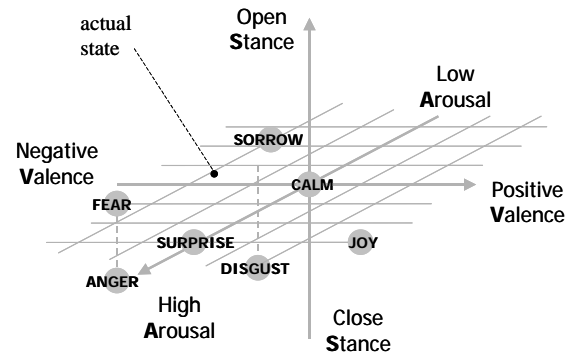 actual
state
Open
Stance
Low
Arousal
SORROW
Negative
Valence
CALM
Positive
Valence
FEAR
SURPRISE
JOY
DISGUST
ANGER
High
Arousal
Close
Stance